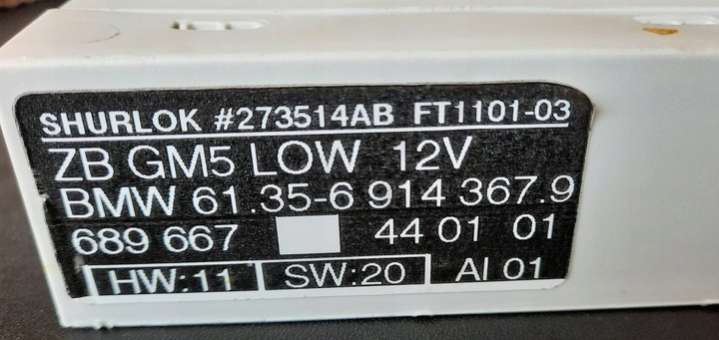 SHURLOK #273514AB FT1101-03
ZB GM5 LOW 12V
BMW 61.35-6 914 367.9
689 667 44 01 01
HW:11 SW:20 AI 01